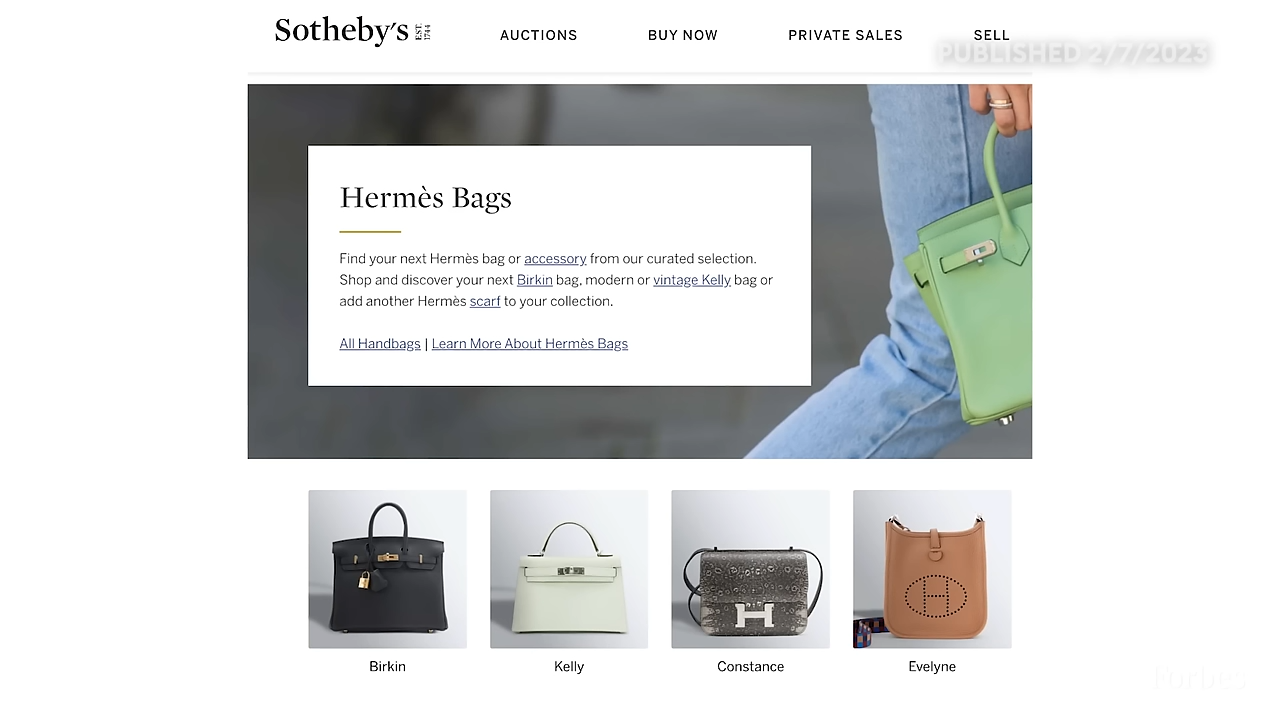 Sotheby's EST. 1744
AUCTIONS BUY NOW PRIVATE SALES SELL
PUBLISHED 2/7/2023
Hermès Bags
Find your next Hermès bag or accessory from our curated selection.
Shop and discover your next Birkin bag, modern or vintage Kelly bag or
add another Hermès scarf to your collection.
All Handbags | Learn More About Hermès Bags
H
Birkin Kelly Constance Evelyne
Forbes